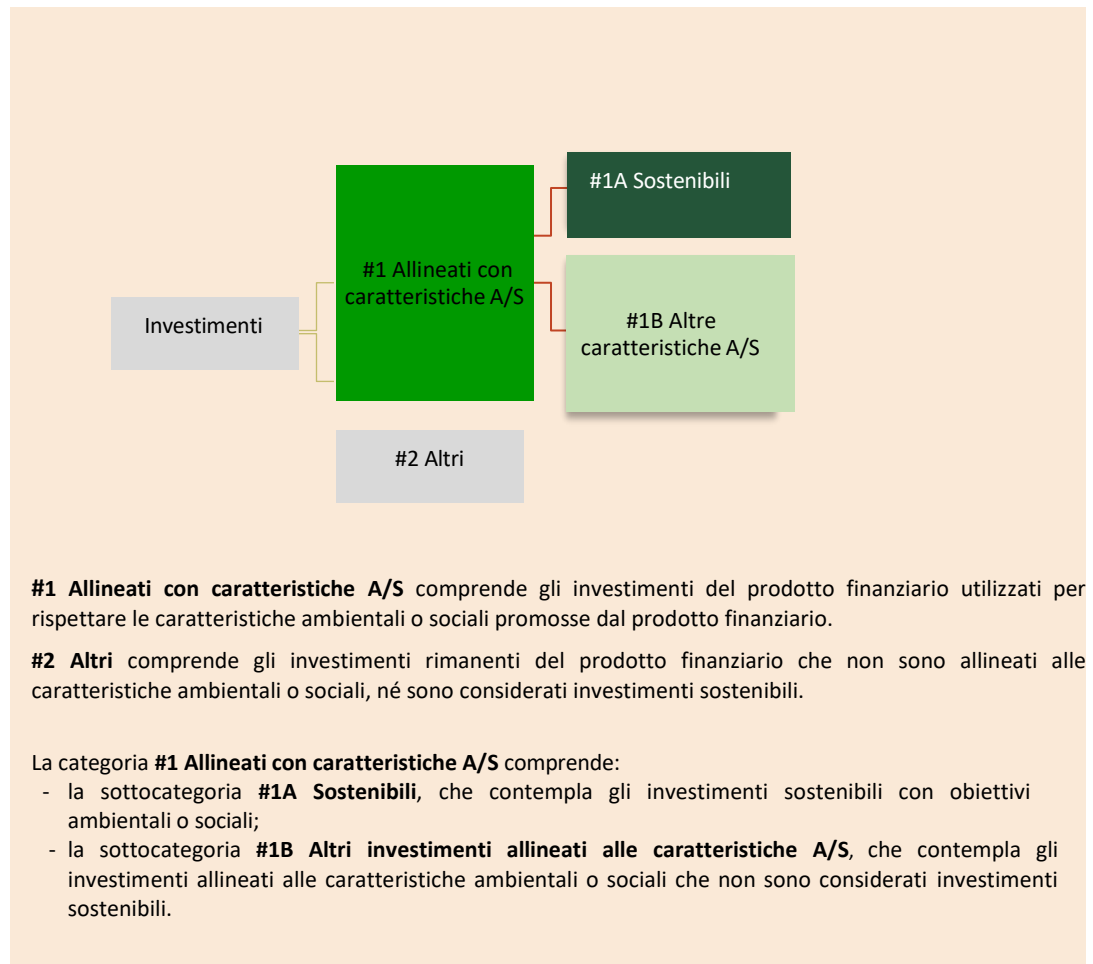 #1A Sostenibili
#1 Allineati con
caratteristiche A/S
Investimenti
#1B Altre
caratteristiche A/S
#2 Altri
#1 Allineati con caratteristiche A/S comprende gli investimenti del prodotto finanziario utilizzati per
rispettare le caratteristiche ambientali o sociali promosse dal prodotto finanziario.
#2 Altri comprende gli investimenti rimanenti del prodotto finanziario che non sono allineati alle
caratteristiche ambientali o sociali, né sono considerati investimenti sostenibili.
La categoria #1 Allineati con caratteristiche A/S comprende:
- la sottocategoria #1A Sostenibili, che contempla gli investimenti sostenibili con obiettivi
ambientali o sociali;
- la sottocategoria #1B Altri investimenti allineati alle caratteristiche A/S, che contempla gli
investimenti allineati alle caratteristiche ambientali o sociali che non sono considerati investimenti
sostenibili.